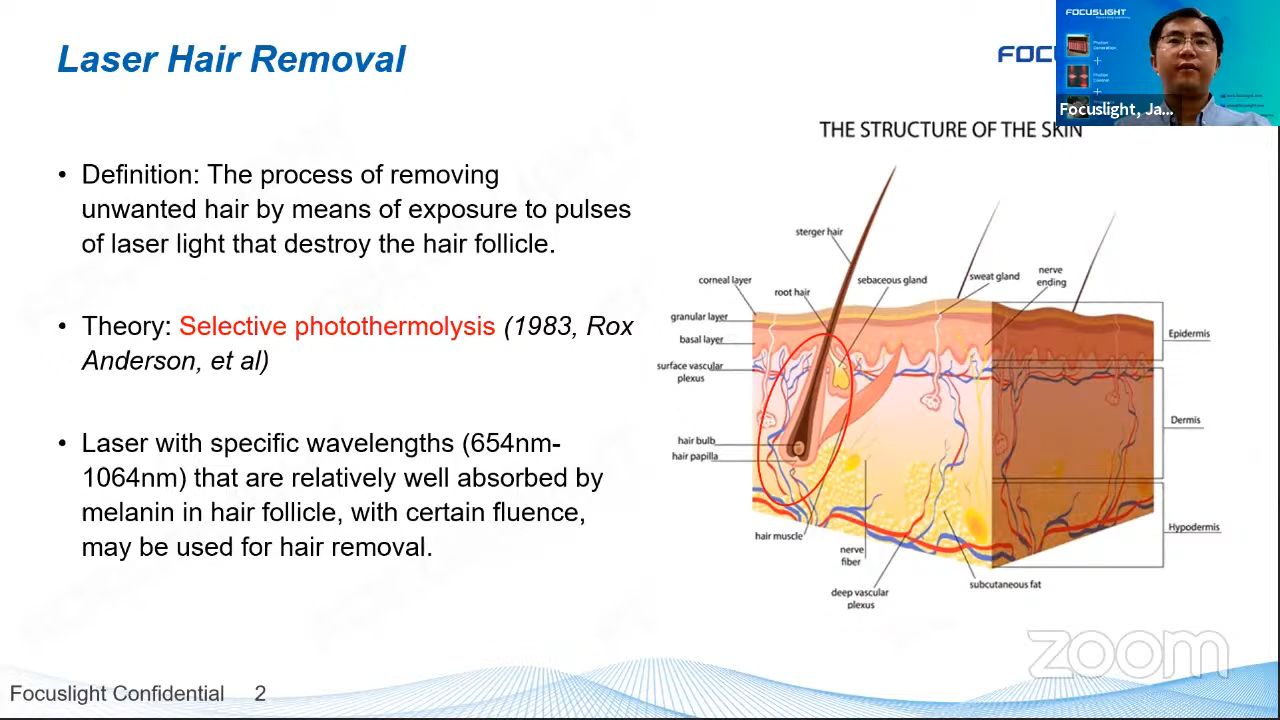 Laser Hair Removal
FOCUSLIGHT
Focuslight, Ja...
• Definition: The process of removing
unwanted hair by means of exposure to pulses
of laser light that destroy the hair follicle.
• Theory: Selective photothermolysis (1983, Rox
Anderson, et al)
• Laser with specific wavelengths (654nm-
1064nm) that are relatively well absorbed by
melanin in hair follicle, with certain fluence,
may be used for hair removal.
THE STRUCTURE OF THE SKIN
sterger hair
corneal layer
root hair
sebaceous gland
sweat gland
nerve
ending
granular layer
basal layer
surface vascular
plexus
Epidermis
Dermis
hair bulb
hair papilla
Hypodermis
hair muscle
nerve
fiber
deep vascular
plexus
subcutaneous fat
zoom
Focuslight Confidential 2